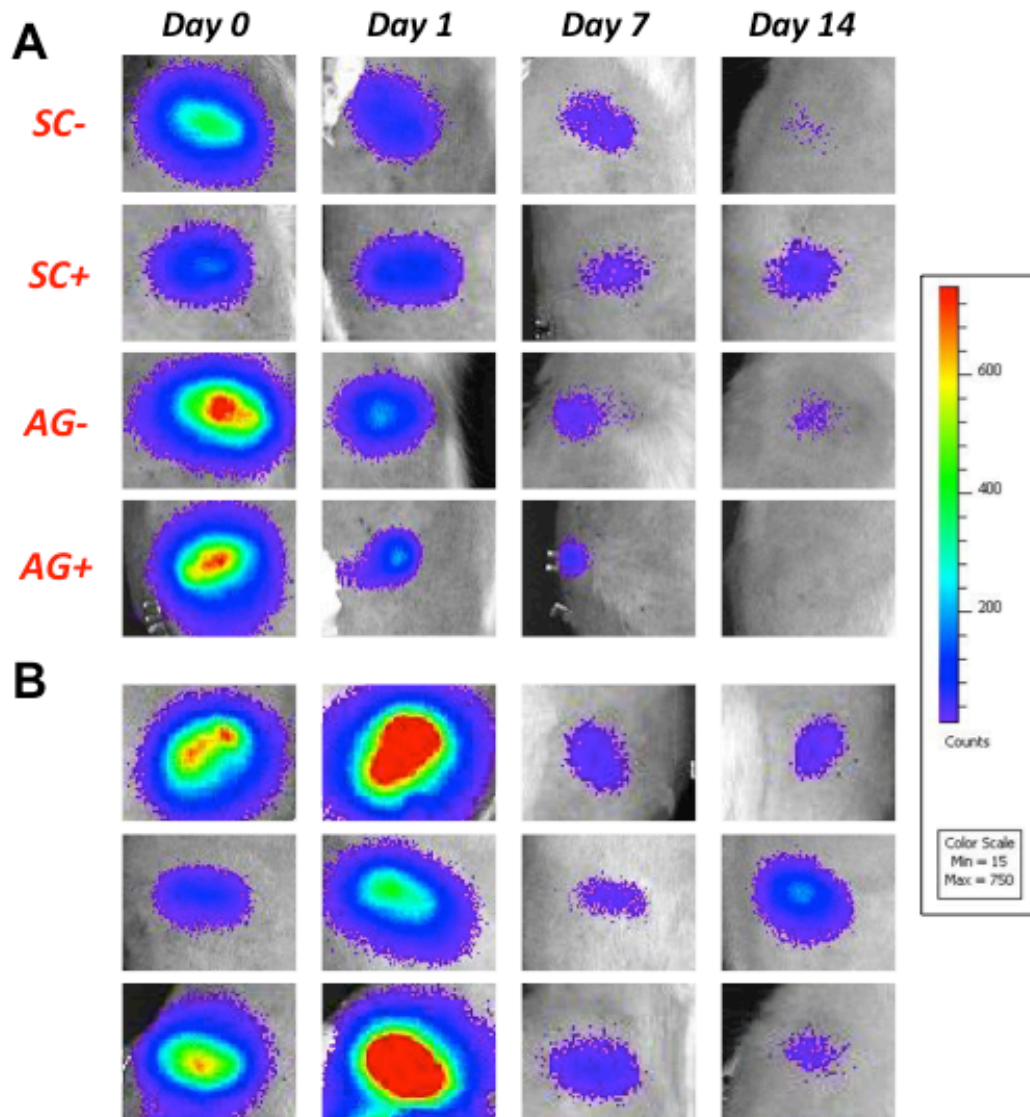 A
Day 0 Day 1 Day 7 Day 14
SC-
SC+
AG-
AG+
600
400
200
Counts
Color Scale
Min = 15
Max = 750
B